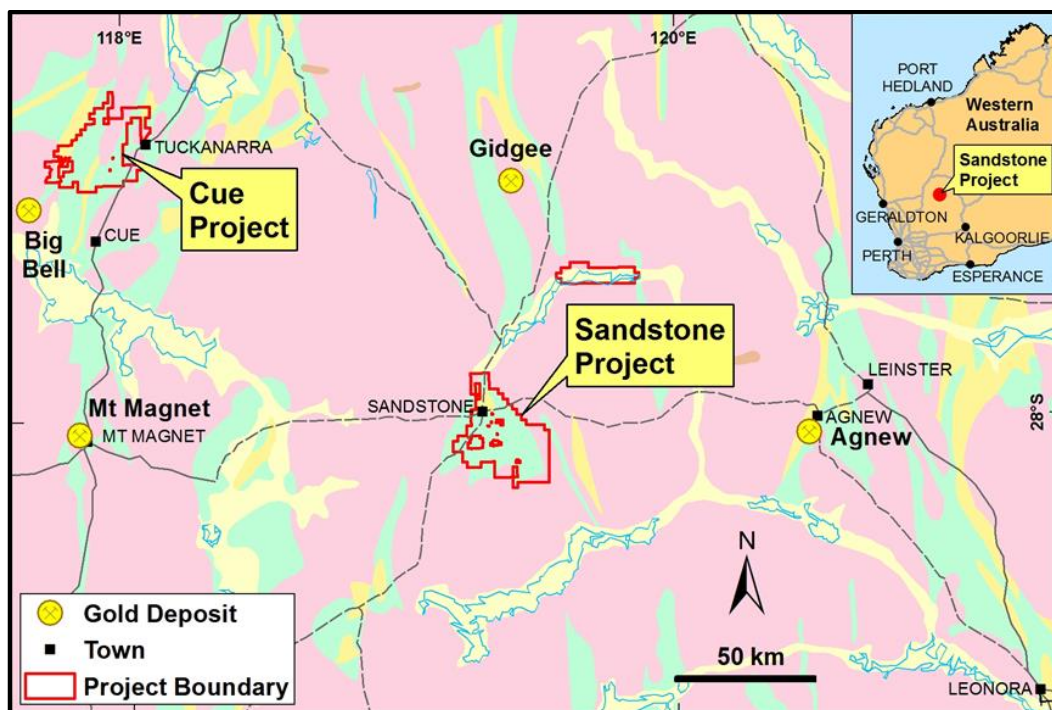 118°E
120°E
TUCKANARRA
Cue
Project
Big
Bell
CUE
Gidgee
Sandstone
Project
SANDSTONE
Mt Magnet
MT MAGNET
LEINSTER
AGNEW
Agnew
28°S
LEONORA
N
50 km
Gold Deposit
Town
Project Boundary
PORT
HEDLAND
Western
Australia
Sandstone
Project
GERALDTON
KALGOORLIE
PERTH
ESPERANCE